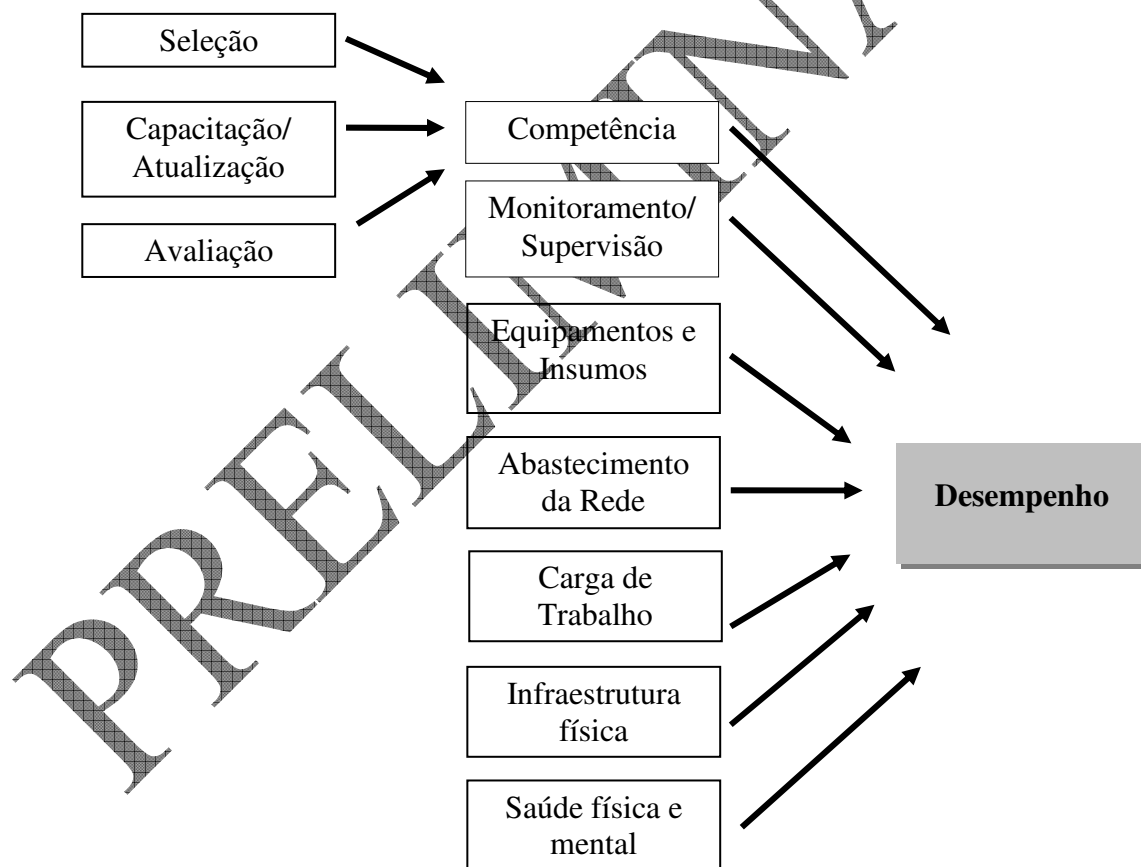 Seleção
Capacitação/
Atualização
Avaliação
Competência
Monitoramento/
Supervisão
Equipamentos e
Insumos
Abastecimento
da Rede
Carga de
Trabalho
Infraestrutura
física
Saúde física e
mental
Desempenho